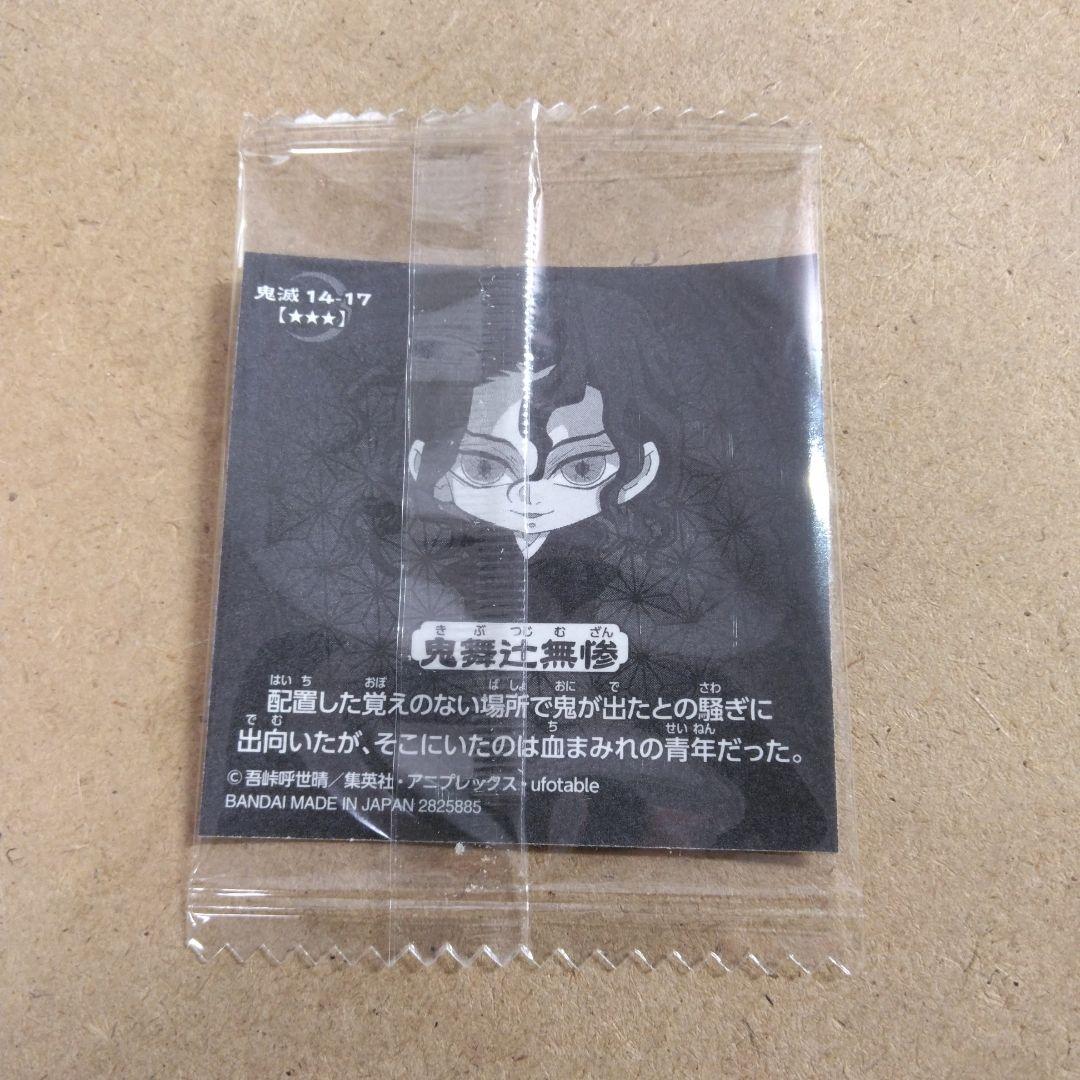 鬼滅 14-17
【★★★】
き ぶ つじ む ざん
鬼舞辻無惨
はい ち おぼ ば しょ おに で さわ
配置した覚えのない場所で鬼が出たとの騒ぎに
で む ち せい ねん
出向いたが、そこにいたのは血まみれの青年だった。
© 吾峠呼世晴／集英社・アニプレックス・ufotable
BANDAI MADE IN JAPAN 2825885